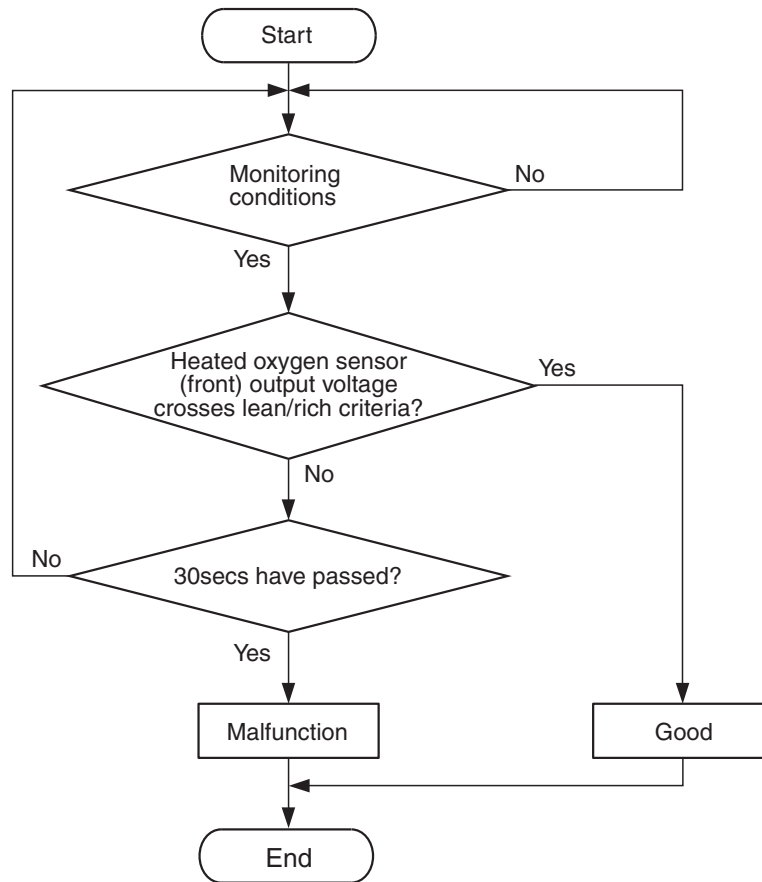 Start
Monitoring
conditions
No
Yes
Heated oxygen sensor
(front) output voltage
crosses lean/rich criteria?
Yes
No
30secs have passed?
No
Yes
Malfunction
Good
End